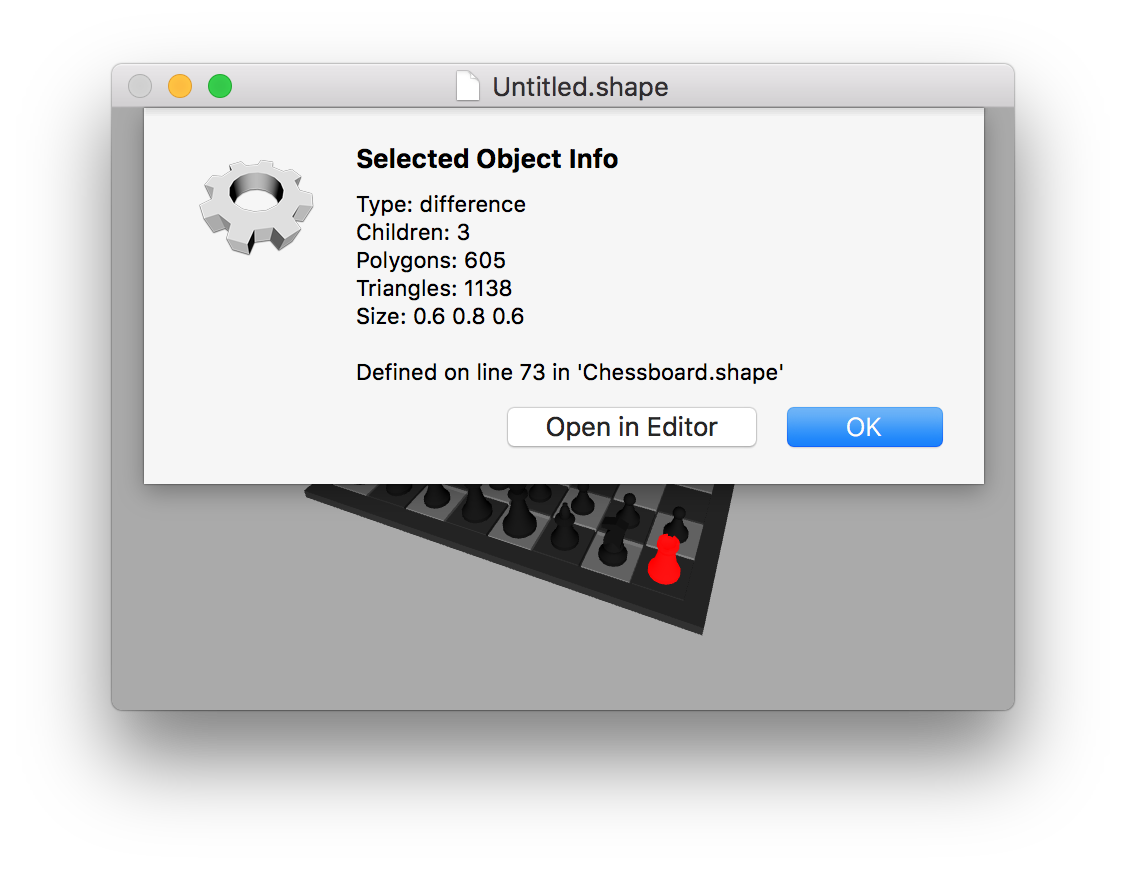 Untitled.shape
Selected Object Info
Type: difference
Children: 3
Polygons: 605
Triangles: 1138
Size: 0.6 0.8 0.6
Defined on line 73 in 'Chessboard.shape'
Open in Editor
OK